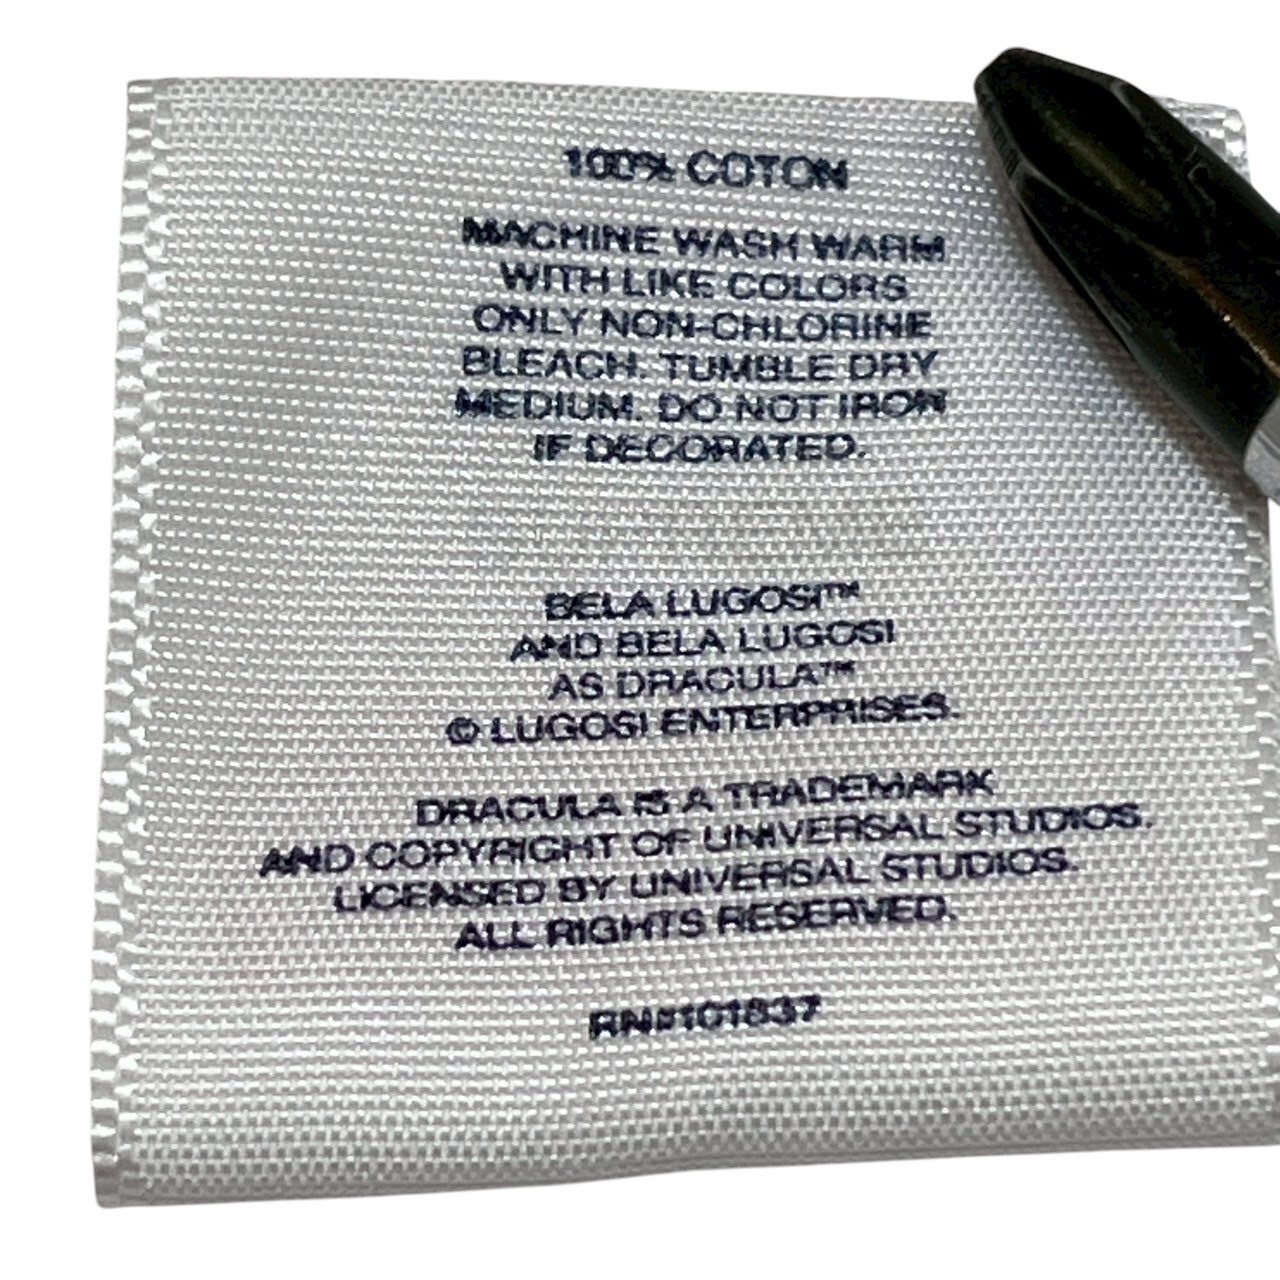 100% COTON
MACHINE WASH WARM
WITH LIKE COLORS
ONLY NON-CHLORINE
BLEACH. TUMBLE DRY
MEDIUM. DO NOT IRON
IF DECORATED.
BELA LUGOSI™
AND BELA LUGOSI
AS DRACULA™
© LUGOSI ENTERPRISES.
DRACULA IS A TRADEMARK
AND COPYRIGHT OF UNIVERSAL STUDIOS.
LICENSED BY UNIVERSAL STUDIOS.
ALL RIGHTS RESERVED.
RN#101837